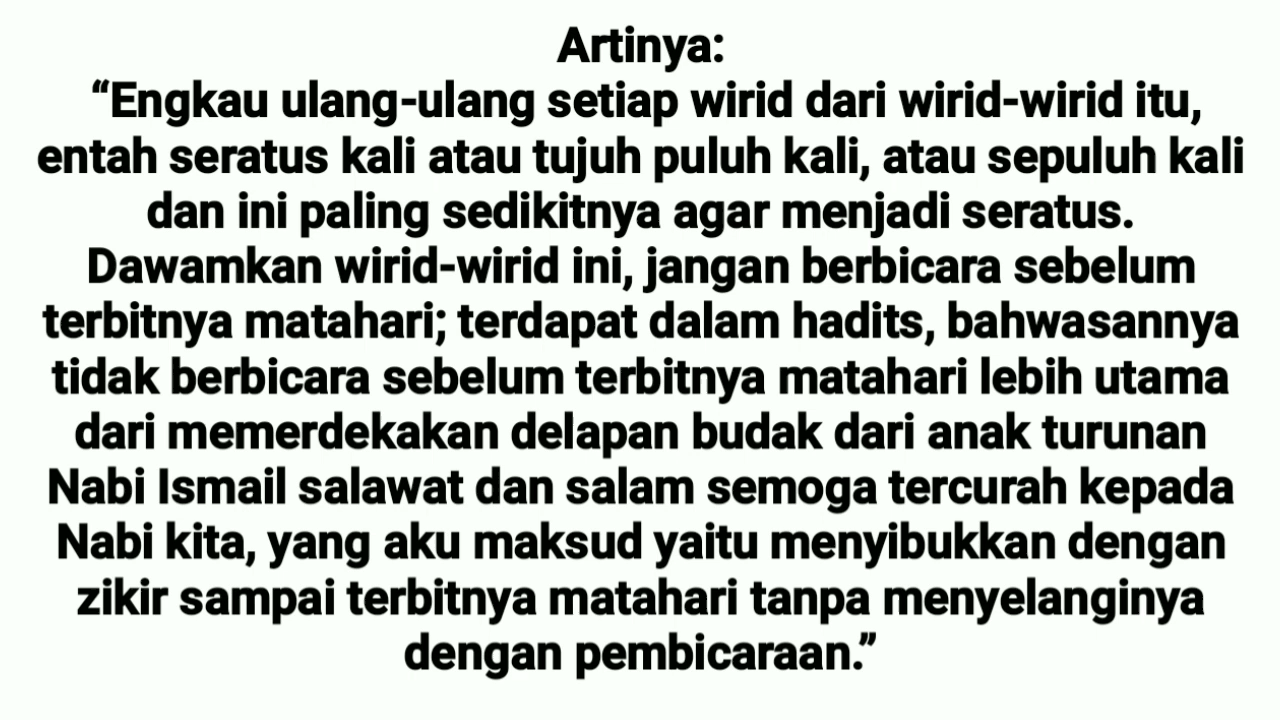 Artinya:
“Engkau ulang-ulang setiap wirid dari wirid-wirid itu,
entah seratus kali atau tujuh puluh kali, atau sepuluh kali
dan ini paling sedikitnya agar menjadi seratus.
Dawamkan wirid-wirid ini, jangan berbicara sebelum
terbitnya matahari; terdapat dalam hadits, bahwasannya
tidak berbicara sebelum terbitnya matahari lebih utama
dari memerdekakan delapan budak dari anak turunan
Nabi Ismail salawat dan salam semoga tercurah kepada
Nabi kita, yang aku maksud yaitu menyibukkan dengan
zikir sampai terbitnya matahari tanpa menyelanginya
dengan pembicaraan.”